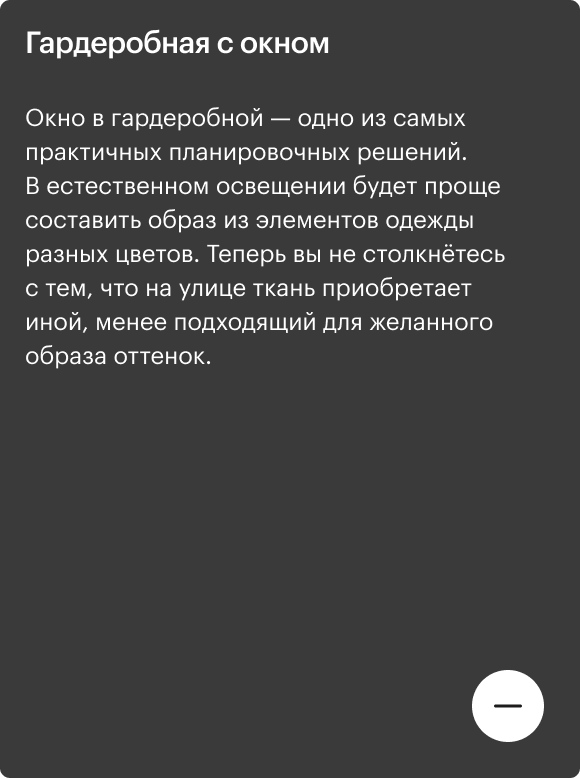 Гардеробная с окном
Окно в гардеробной — одно из самых
практичных планировочных решений.
В естественном освещении будет проще
составить образ из элементов одежды
разных цветов. Теперь вы не столкнётесь
с тем, что на улице ткань приобретает
иной, менее подходящий для желанного
образа оттенок.